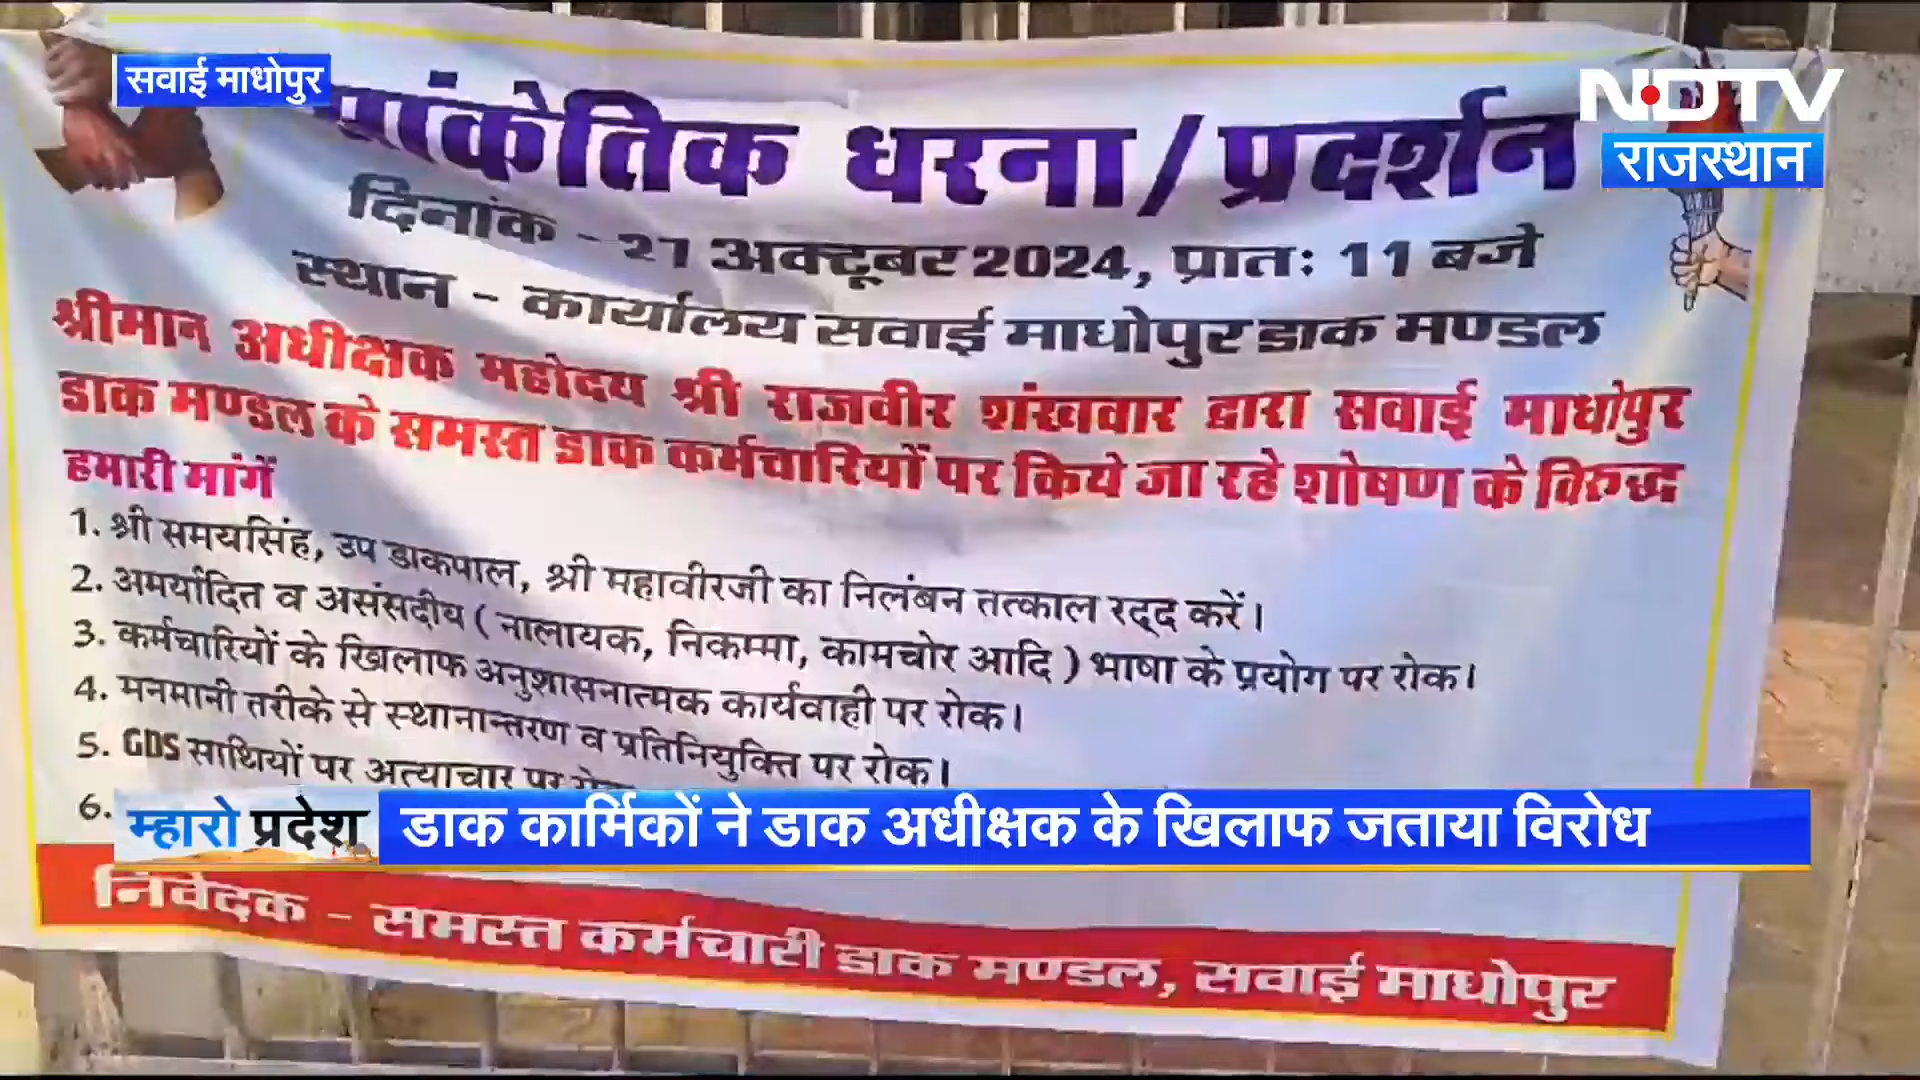 सवाई माधोपुर
NDTV
राजस्थान
सांकेतिक धरना/प्रदर्शन
दिनांक - 21 अक्टूबर 2024, प्रातः 11 बजे
स्थान - कार्यालय सवाई माधोपुर डाक मण्डल
श्रीमान अधीक्षक महोदय श्री राजवीर शंखवार द्वारा सवाई माधोपुर
डाक मण्डल के समस्त डाक कर्मचारियों पर किये जा रहे शोषण के विरुद्ध
हमारी मांगें
1. श्री समयसिंह, उप डाकपाल, श्री महावीरजी का निलंबन तत्काल रद्द करें।
2. अमर्यादित व असंसदीय ( नालायक, निकम्मा, कामचोर आदि ) भाषा के प्रयोग पर रोक।
3. कर्मचारियों के खिलाफ अनुशासनात्मक कार्यवाही पर रोक।
4. मनमानी तरीके से स्थानान्तरण व प्रतिनियुक्ति पर रोक।
5. GDS साथियों पर अत्याचार पर
6.
म्हारो प्रदेश डाक कार्मिकों ने डाक अधीक्षक के खिलाफ जताया विरोध
निवेदक - समस्त कर्मचारी डाक मण्डल, सवाई माधोपुर